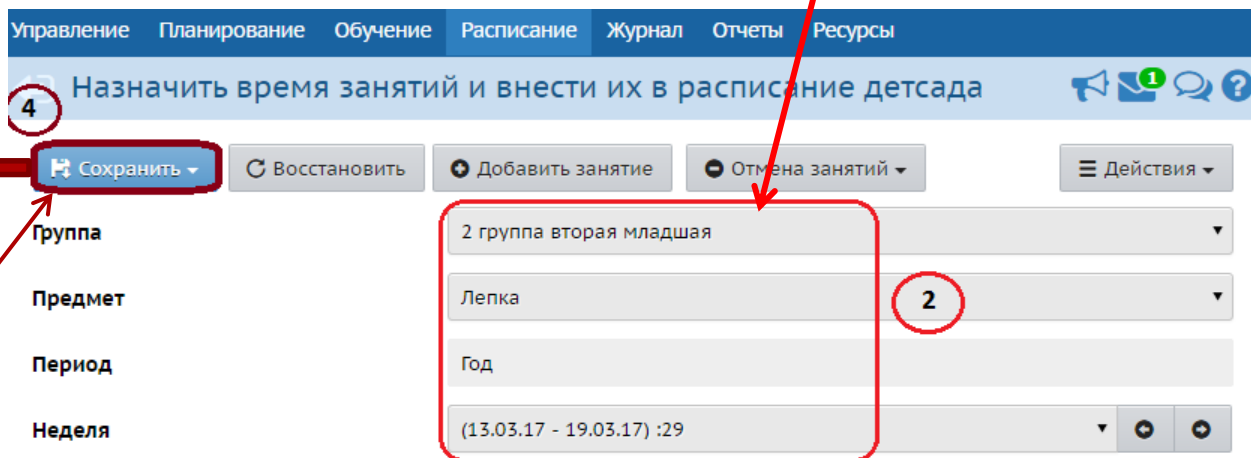 Управление Планирование Обучение Расписание Журнал Отчеты Ресурсы
Назначить время занятий и внести их в расписание детсада 1 ?
4
Сохранить Восстановить Добавить занятие Отмена занятий Действия
Группа 2 группа вторая младшая
Предмет Лепка 2
Период Год
Неделя (13.03.17 - 19.03.17) :29